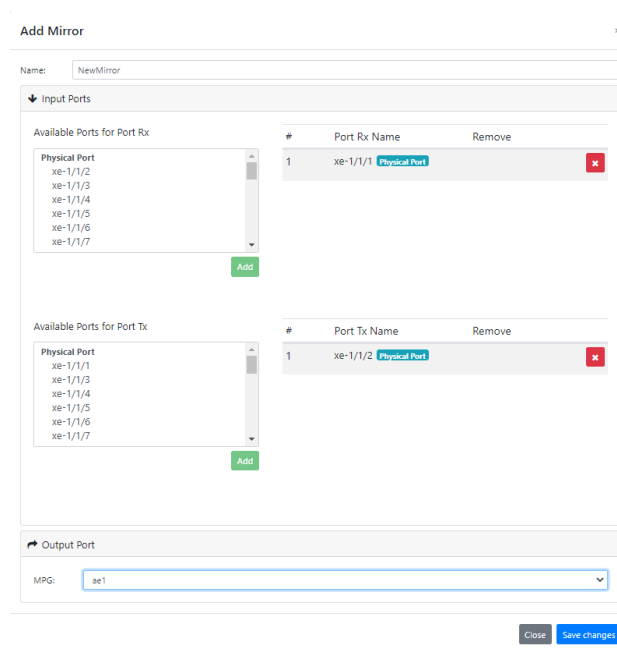 Add Mirror
Name: NewMirror
Input Ports
Available Ports for Port Rx
Physical Port
xe-1/1/2
xe-1/1/3
xe-1/1/4
xe-1/1/5
xe-1/1/6
xe-1/1/7
Add
# Port Rx Name Remove
1 xe-1/1/1 Physical Port
Available Ports for Port Tx
Physical Port
xe-1/1/1
xe-1/1/3
xe-1/1/4
xe-1/1/5
xe-1/1/6
xe-1/1/7
Add
# Port Tx Name Remove
1 xe-1/1/2 Physical Port
Output Port
MPG: ae1
Close Save changes